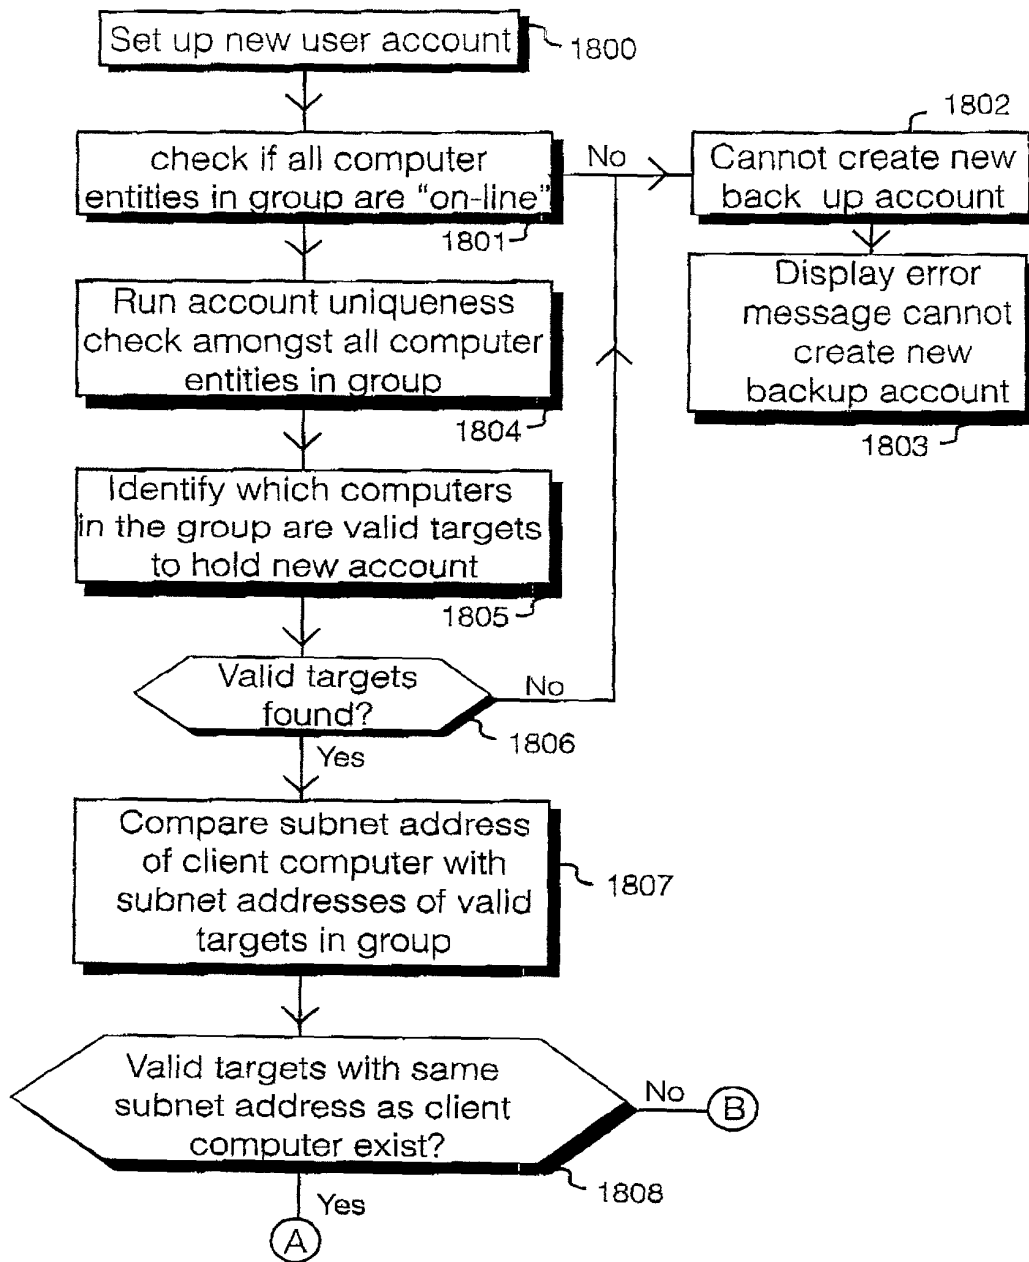 Set up new user account
1800
check if all computer
entities in group are "on-line"
1801
No
1802
Cannot create new
back up account
Display error
message cannot
create new
backup account
1803
Run account uniqueness
check amongst all computer
entities in group
1804
Identify which computers
in the group are valid targets
to hold new account
1805
Valid targets
found?
No
1806
Yes
Compare subnet address
of client computer with
subnet addresses of valid
targets in group
1807
Valid targets with same
subnet address as client
computer exist?
No
B
1808
Yes
A